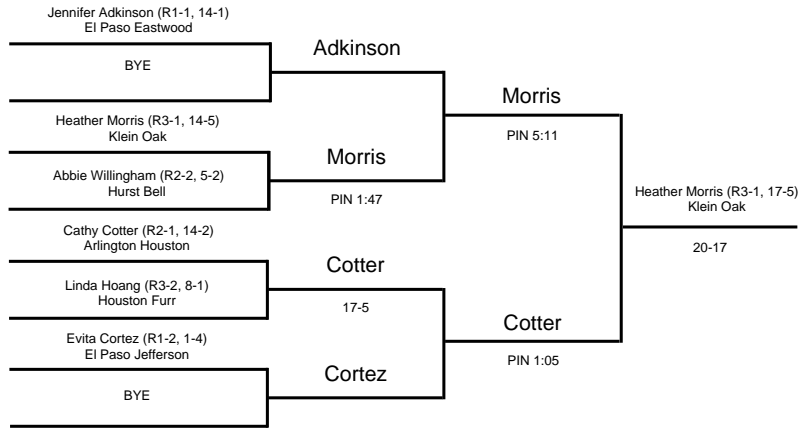 Jennifer Adkinson (R1-1, 14-1)
El Paso Eastwood
BYE
Heather Morris (R3-1, 14-5)
Klein Oak
Abbie Willingham (R2-2, 5-2)
Hurst Bell
Cathy Cotter (R2-1, 14-2)
Arlington Houston
Linda Hoang (R3-2, 8-1)
Houston Furr
Evita Cortez (R1-2, 1-4)
El Paso Jefferson
BYE
Adkinson
Morris
PIN 1:47
Cotter
17-5
Cortez
Morris
PIN 5:11
Cotter
PIN 1:05
Heather Morris (R3-1, 17-5)
Klein Oak
20-17